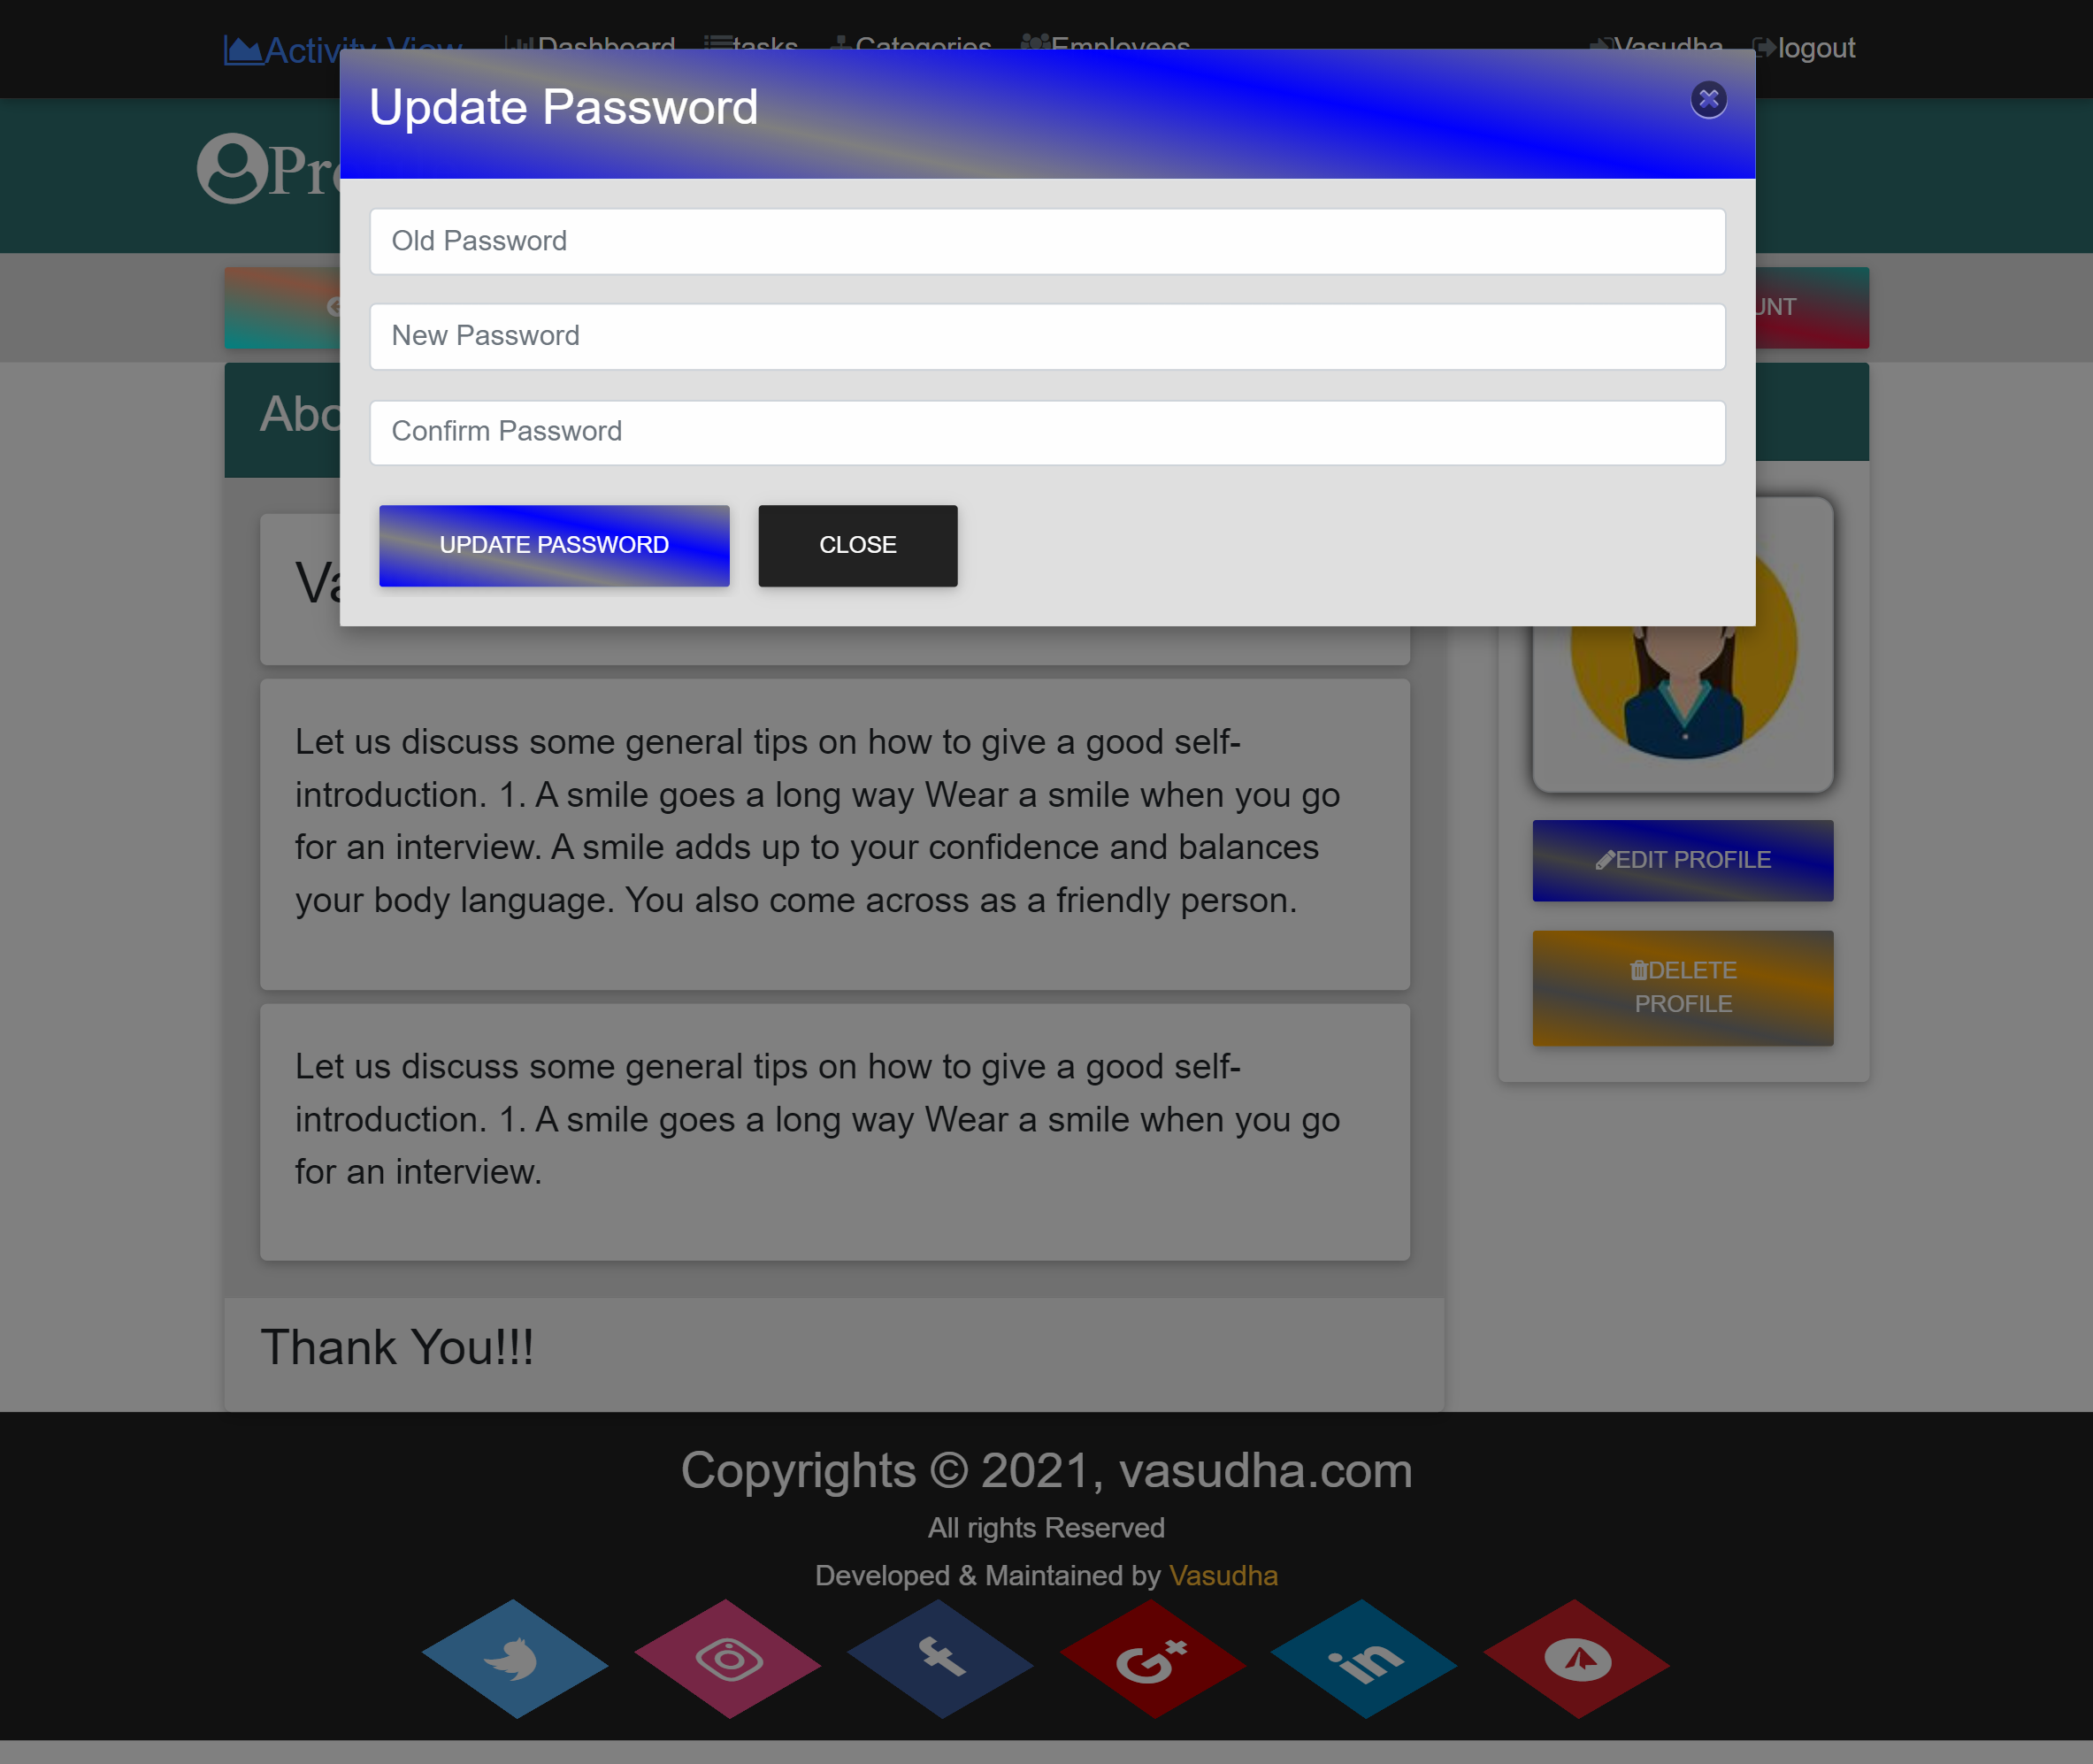 Activity View Dashboard tasks Categories Employees Vasudha logout
Update Password
Old Password
New Password
Confirm Password
UPDATE PASSWORD CLOSE
Let us discuss some general tips on how to give a good self-
introduction. 1. A smile goes a long way Wear a smile when you go
for an interview. A smile adds up to your confidence and balances
your body language. You also come across as a friendly person.
EDIT PROFILE
DELETE
PROFILE
Let us discuss some general tips on how to give a good self-
introduction. 1. A smile goes a long way Wear a smile when you go
for an interview.
Thank You!!!
Copyrights © 2021, vasudha.com
All rights Reserved
Developed & Maintained by Vasudha